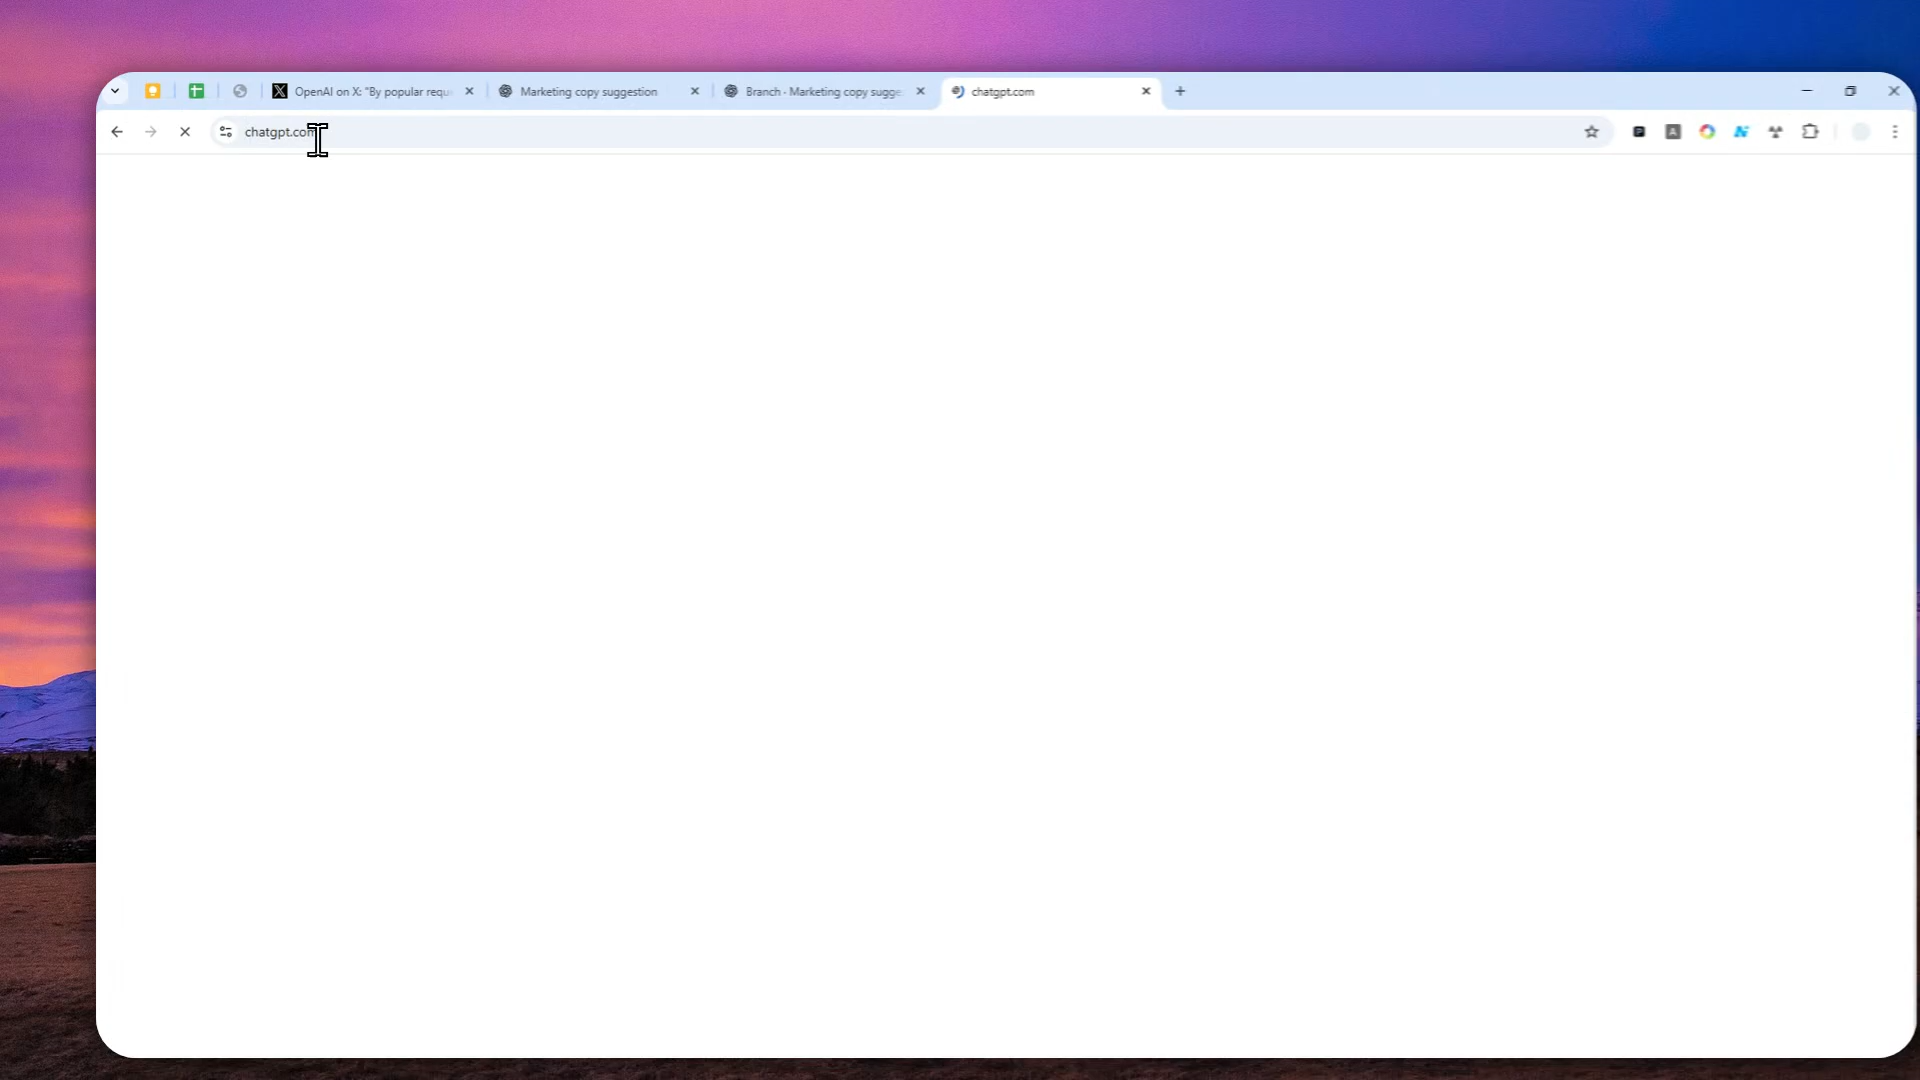 OpenAI on X: "By popular requ
Marketing copy suggestion
Branch - Marketing copy sugge
chatgpt.com
chatgpt.com